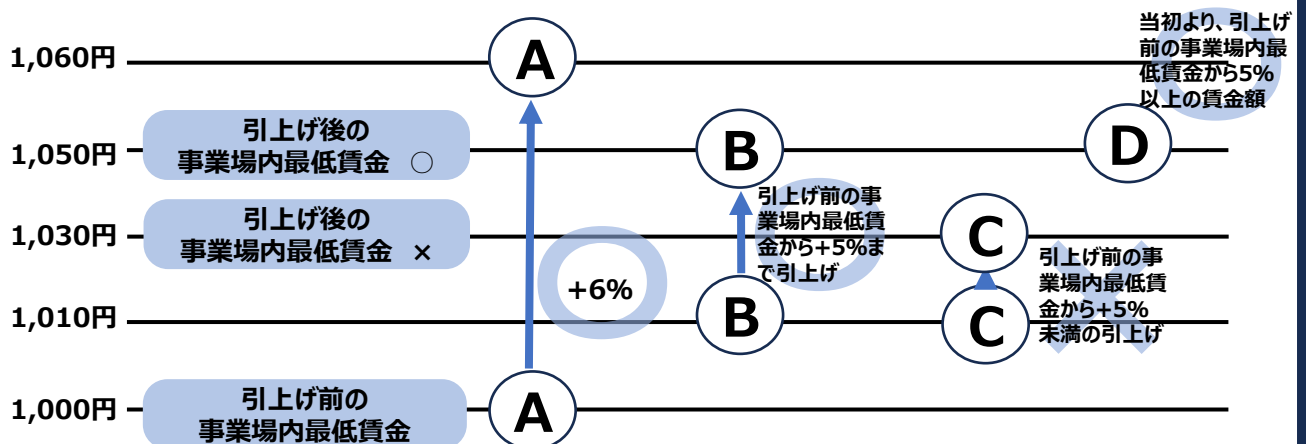 当初より、引上げ
前の事業場内最
低賃金から5%
以上の賃金額
1,060円
A
引上げ後の
事業場内最低賃金 ○
1,050円
B
D
引上げ前の事
業場内最低賃
金から+5%ま
で引上げ
引上げ後の
事業場内最低賃金 ×
1,030円
C
引上げ前の事
業場内最低賃
金から+5%
未満の引上げ
+6%
1,010円
B
C
引上げ前の
事業場内最低賃金
1,000円
A